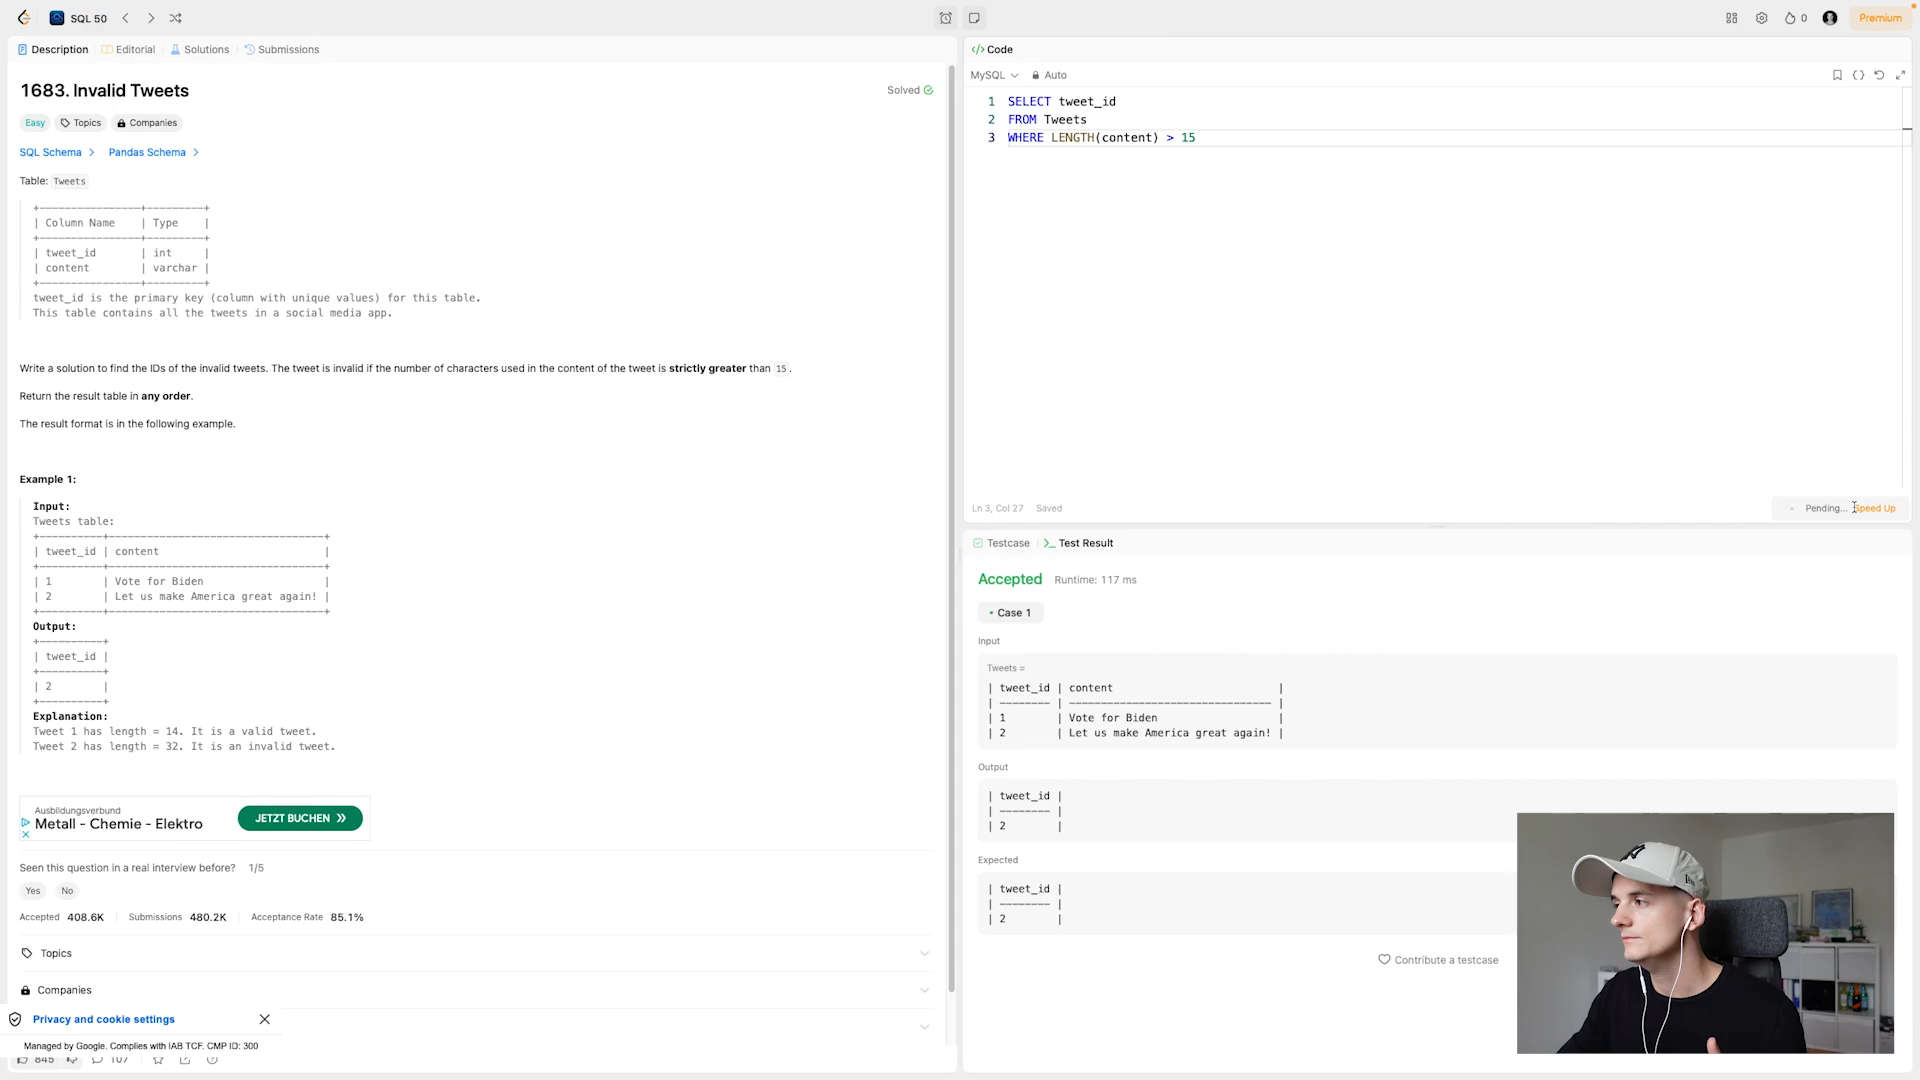 SQL 50
0
Premium
Description
Editorial
Solutions
Submissions
1683. Invalid Tweets
Solved
Easy
Topics
Companies
SQL Schema
Pandas Schema
Table: Tweets
+----------------+---------+
| Column Name | Type |
+----------------+---------+
| tweet_id | int |
| content | varchar |
+----------------+---------+
tweet_id is the primary key (column with unique values) for this table.
This table contains all the tweets in a social media app.
Write a solution to find the IDs of the invalid tweets. The tweet is invalid if the number of characters used in the content of the tweet is strictly greater than 15.
Return the result table in any order.
The result format is in the following example.
Example 1:
Input:
Tweets table:
+----------+-----------------------------------+
| tweet_id | content |
+----------+-----------------------------------+
| 1 | Vote for Biden |
| 2 | Let us make America great again! |
+----------+-----------------------------------+
Output:
+----------+
| tweet_id |
+----------+
| 2 |
+----------+
Explanation:
Tweet 1 has length = 14. It is a valid tweet.
Tweet 2 has length = 32. It is an invalid tweet.
Ausbildungsverbund
Metall - Chemie - Elektro
JETZT BUCHEN
Seen this question in a real interview before? 1/5
Yes
No
Accepted 408.6K
Submissions 480.2K
Acceptance Rate 85.1%
Topics
Companies
Privacy and cookie settings
Managed by Google. Complies with IAB TCF. CMP ID: 300
845
107
</> Code
MySQL
Auto
1 SELECT tweet_id
2 FROM Tweets
3 WHERE LENGTH(content) > 15
Ln 3, Col 27
Saved
Pending...
Speed Up
Testcase
>_ Test Result
Accepted
Runtime: 117 ms
• Case 1
Input
Tweets =
| tweet_id | content |
| -------- | -------------------------------- |
| 1 | Vote for Biden |
| 2 | Let us make America great again! |
Output
| tweet_id |
| -------- |
| 2 |
Expected
| tweet_id |
| -------- |
| 2 |
Contribute a testcase